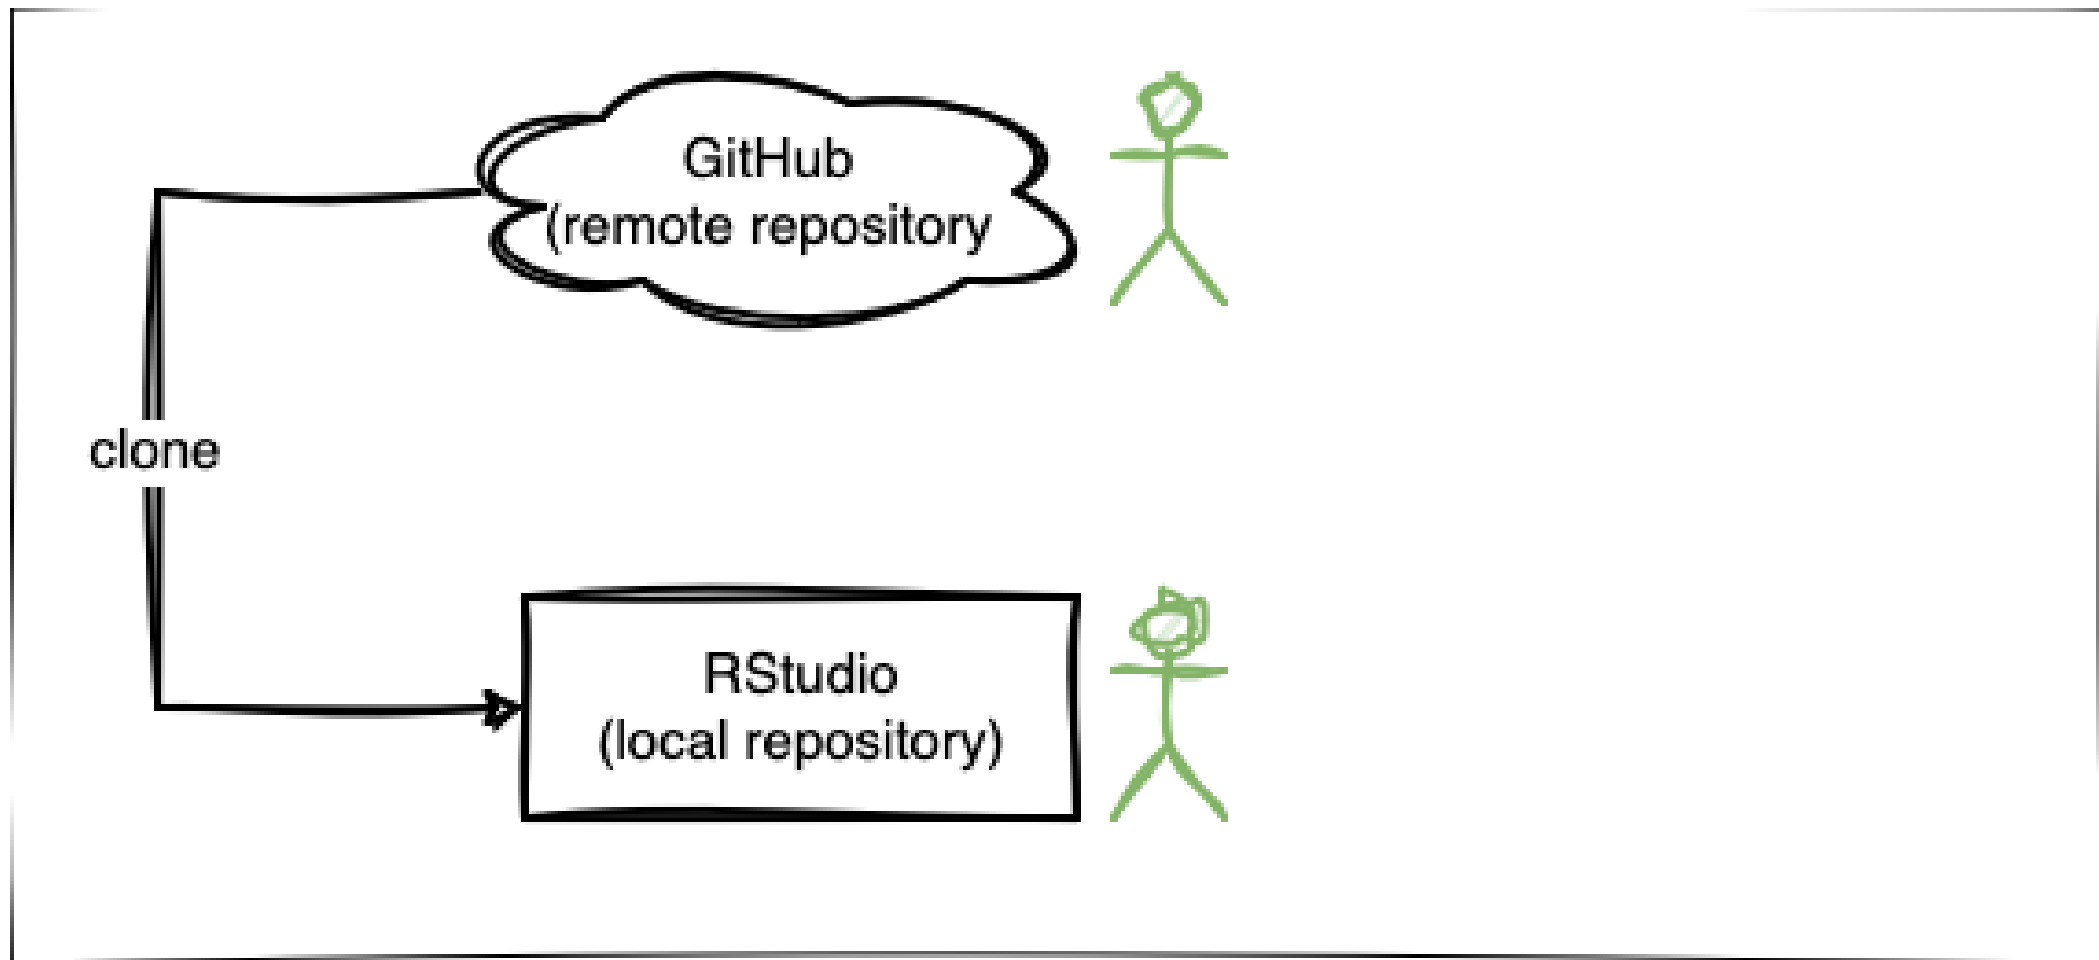 GitHub
(remote repository
clone
RStudio
(local repository)